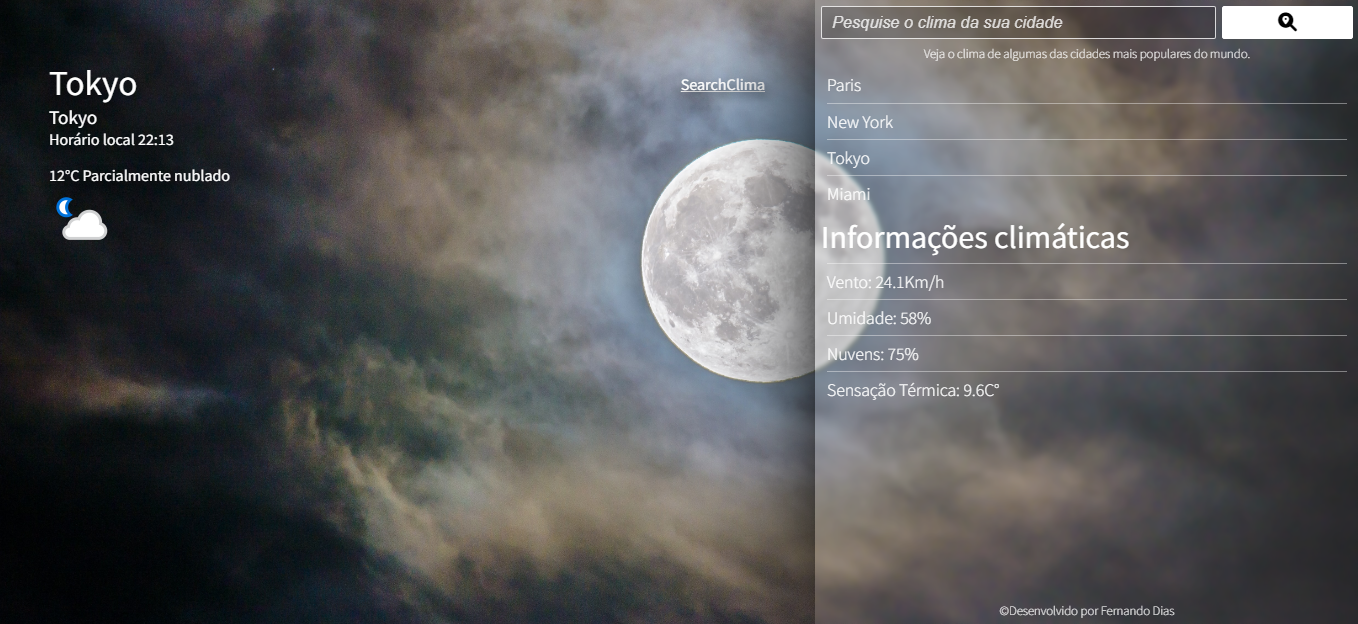 Tokyo
Tokyo
Horário local 22:13
12°C Parcialmente nublado
SearchClima
Pesquise o clima da sua cidade
Veja o clima de algumas das cidades mais populares do mundo.
Paris
New York
Tokyo
Miami
Informações climáticas
Vento: 24.1Km/h
Umidade: 58%
Nuvens: 75%
Sensação Térmica: 9.6C°
©Desenvolvido por Fernando Dias